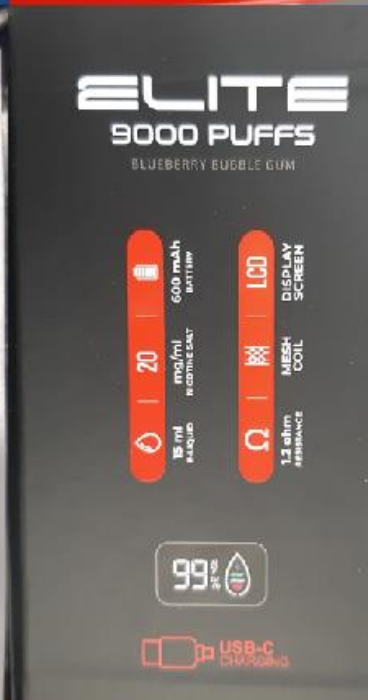 ELITE
9000 PUFFS
BLUEBERRY BUBBLE GUM
15 ml
E-LIQUID
20
mg/ml
NICOTINE SALT
600 mAh
BATTERY
Ω
1.2 ohm
RESISTANCE
MESH
COIL
LCD
DISPLAY
SCREEN
99
USB-C
CHARGING